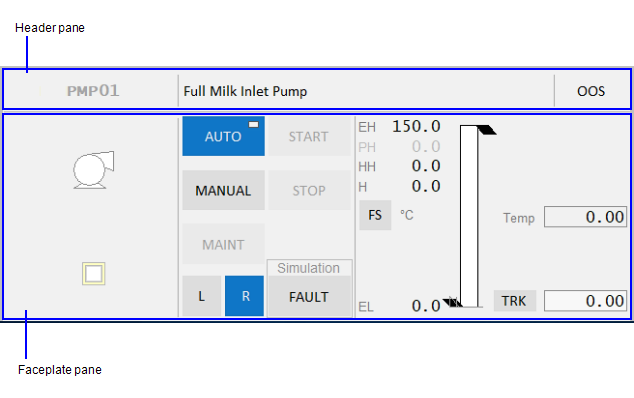 Header pane
PMP01 Full Milk Inlet Pump OOS
AUTO START
MANUAL STOP
MAINT
Simulation
L R FAULT
EH 150.0
PH 0.0
HH 0.0
H 0.0
FS °C
EL 0.0
Temp 0.00
TRK 0.00
Faceplate pane